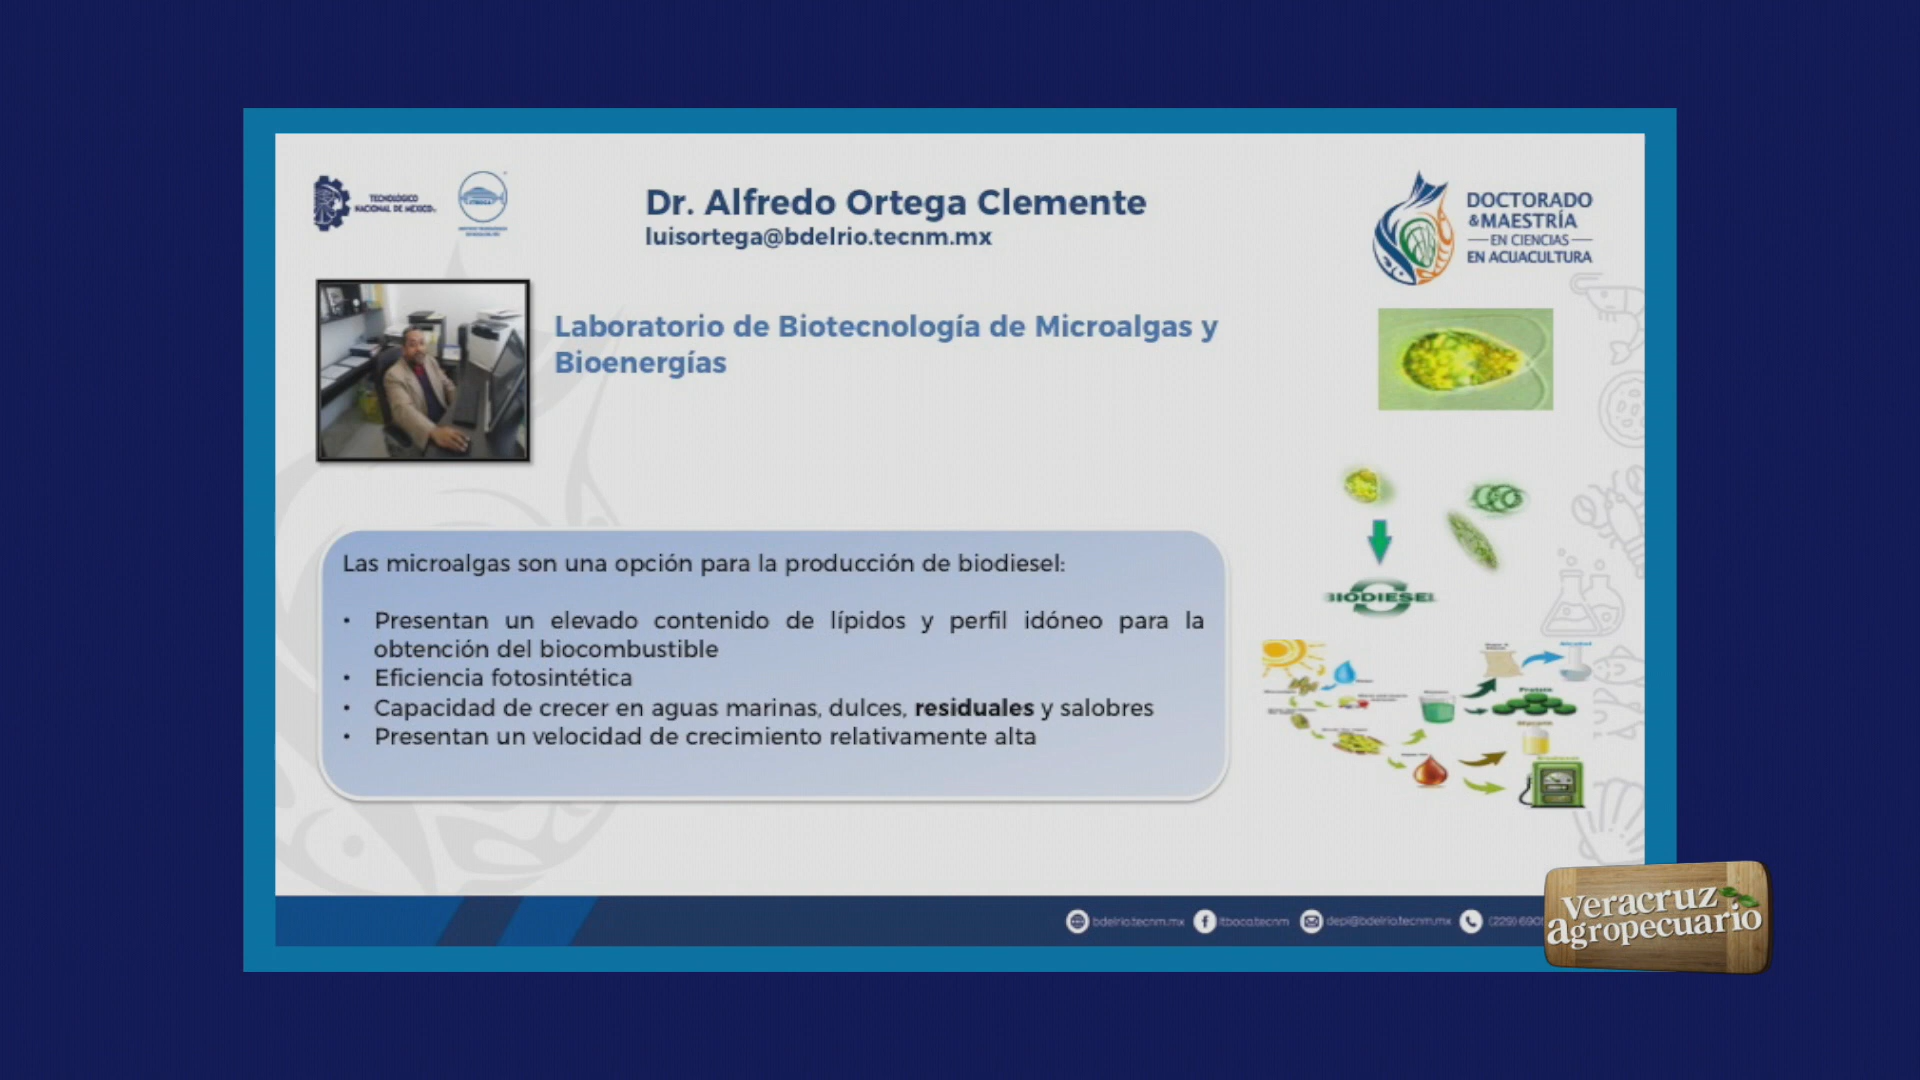 TECNOLÓGICO
NACIONAL DE MÉXICO
Dr. Alfredo Ortega Clemente
luisortega@bdelrio.tecnm.mx
DOCTORADO
&MAESTRÍA
EN CIENCIAS
EN ACUACULTURA
Laboratorio de Biotecnología de Microalgas y
Bioenergías
Las microalgas son una opción para la producción de biodiesel:
• Presentan un elevado contenido de lípidos y perfil idóneo para la
obtención del biocombustible
• Eficiencia fotosintética
• Capacidad de crecer en aguas marinas, dulces, residuales y salobres
• Presentan un velocidad de crecimiento relativamente alta
BIODIESEL
bdelrio.tecnm.mx
itboca.tecnm
depi@bdelrio.tecnm.mx
(229) 690
veracruz
agropecuario